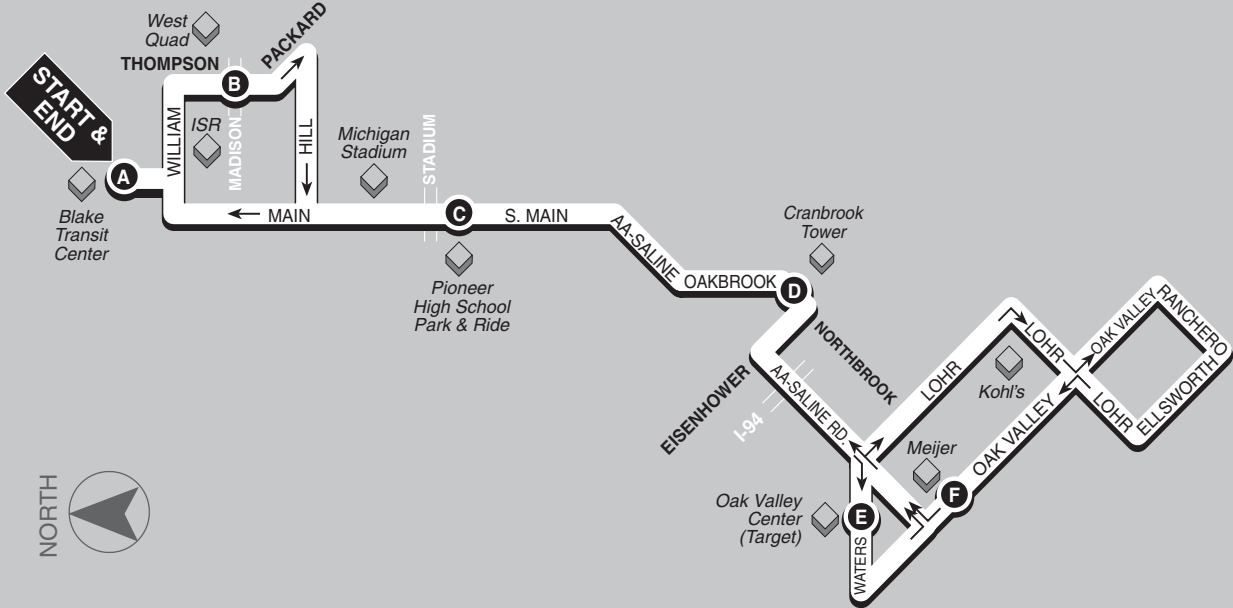 West
Quad
PACKARD
THOMPSON
B
START &
END
WILLIAM
ISR
MADISON
HILL
Michigan
Stadium
STADIUM
A
Blake
Transit
Center
MAIN
C
S. MAIN
AA-SALINE
Pioneer
High School
Park & Ride
OAKBROOK
D
Cranbrook
Tower
NORTHBROOK
EISENHOWER
AA-SALINE RD.
I-94
LOHR
LOHR
Kohl's
OAK VALLEY
RANCHERO
ELLSWORTH
LOHR
OAK VALLEY
Meijer
F
Oak Valley
Center
(Target)
E
WATERS
NORTH